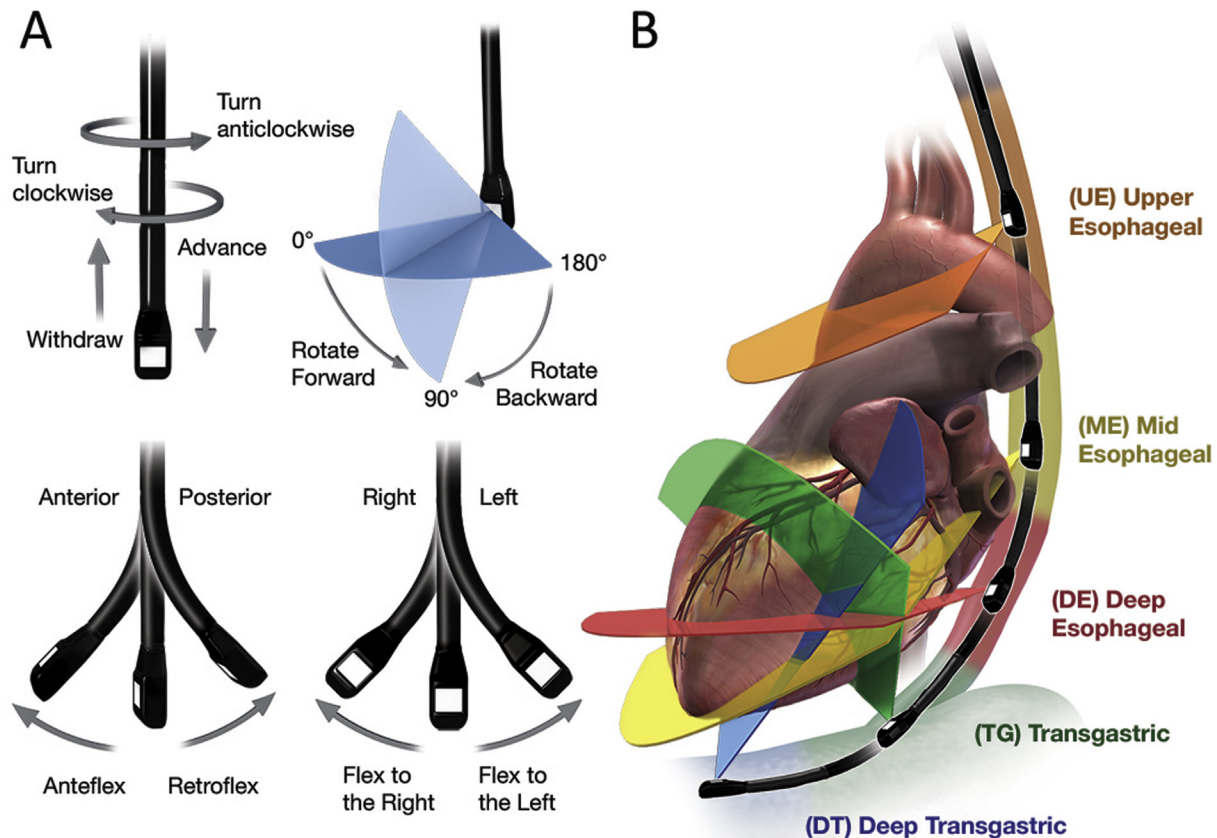 A
Turn
anticlockwise
Turn
clockwise
Advance
Withdraw
0°
180°
Rotate
Forward
90°
Rotate
Backward
Anterior
Posterior
Anteflex
Retroflex
Right
Left
Flex to
the Right
Flex to
the Left
B
(UE) Upper
Esophageal
(ME) Mid
Esophageal
(DE) Deep
Esophageal
(TG) Transgastric
(DT) Deep Transgastric